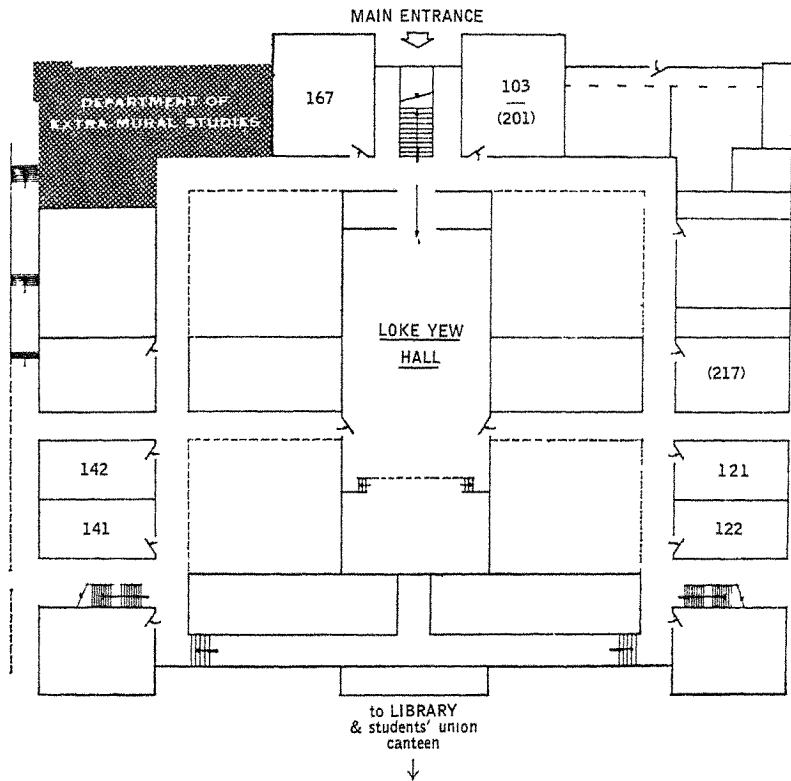 MAIN ENTRANCE
DEPARTMENT OF
EXTRA MURAL STUDIES
167
103
(201)
LOKE YEW
HALL
(217)
142
121
141
122
to LIBRARY
& students' union
canteen